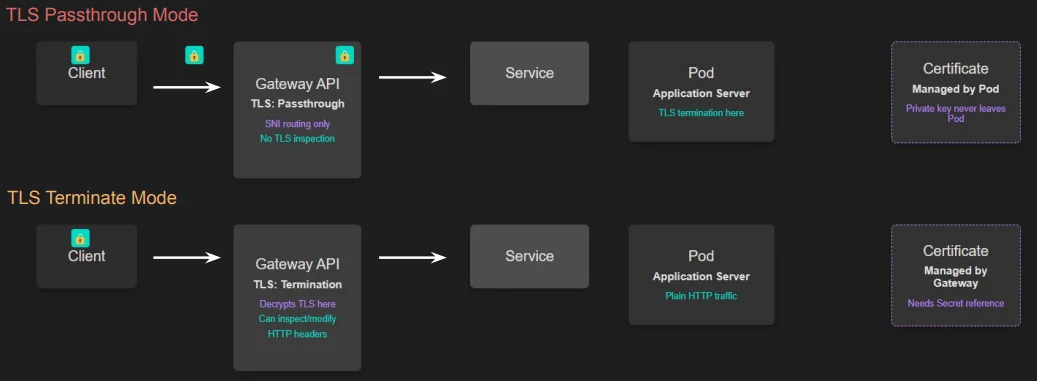 TLS Passthrough Mode
Client
Gateway API
TLS: Passthrough
SNI routing only
No TLS inspection
Service
Pod
Application Server
TLS termination here
Certificate
Managed by Pod
Private key never leaves
Pod
TLS Terminate Mode
Client
Gateway API
TLS: Termination
Decrypts TLS here
Can inspect/modify
HTTP headers
Service
Pod
Application Server
Plain HTTP traffic
Certificate
Managed by
Gateway
Needs Secret reference